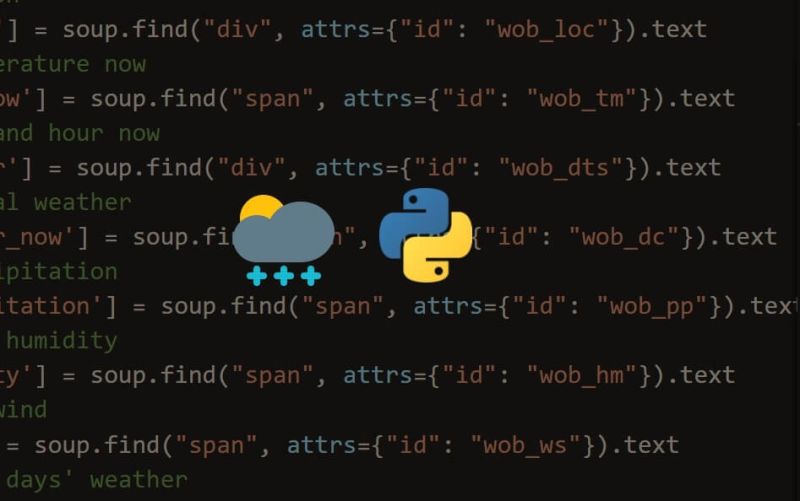 '] = soup.find("div", attrs={"id": "wob_loc"}).text
erature now
ow'] = soup.find("span", attrs={"id": "wob_tm"}).text
and hour now
r'] = soup.find("div", attrs={"id": "wob_dts"}).text
al weather
r_now'] = soup.fi n", {"id": "wob_dc"}).text
ipitation
itation'] = soup.find("span", attrs={"id": "wob_pp"}).text
humidity
ty'] = soup.find("span", attrs={"id": "wob_hm"}).text
wind
= soup.find("span", attrs={"id": "wob_ws"}).text
days' weather